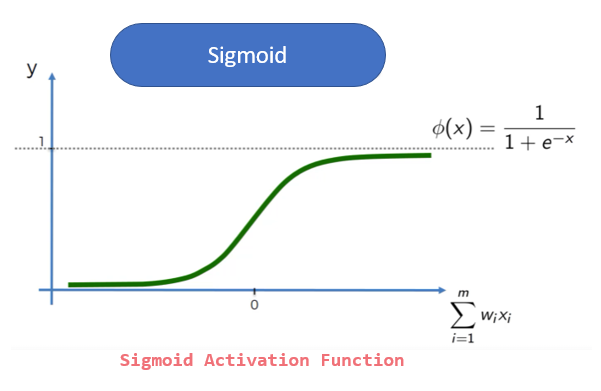 Sigmoid
y
1
ϕ(x) = 1 / (1 + e^{−x})
0
∑_{i=1}^{m} w_i x_i
Sigmoid Activation Function